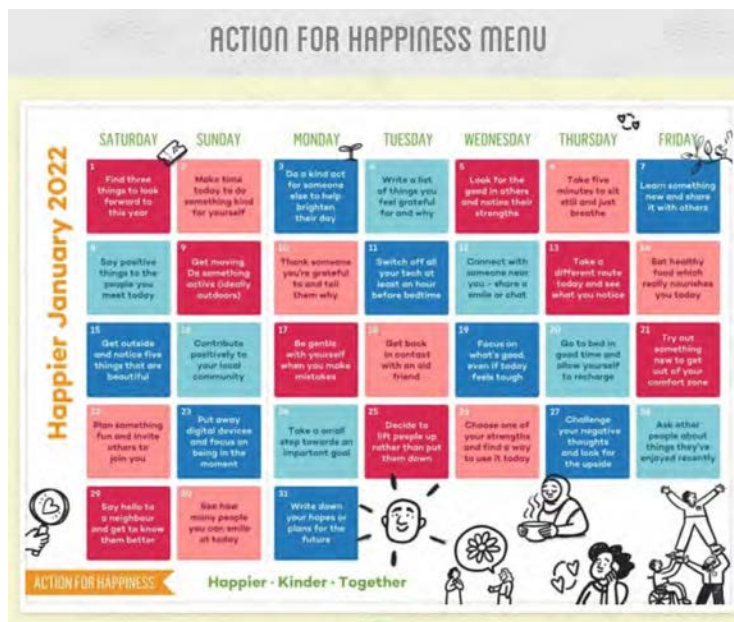 ACTION FOR HAPPINESS MENU
Happier January 2022
SATURDAY SUNDAY MONDAY TUESDAY WEDNESDAY THURSDAY FRIDAY
1
Find three
things to look
forward to
this year
2
Make time
today to do
something kind
for yourself
3
Do a kind act
for someone
else to help
brighten
their day
4
Write a list
of things you
feel grateful
for and why
5
Look for the
good in others
and notice their
strengths
6
Take five
minutes to sit
still and just
breathe
7
Learn something
new and share
it with others
8
Say positive
things to the
people you
meet today
9
Get moving.
Do something
active (ideally
outdoors)
10
Thank someone
you're grateful
to and tell
them why
11
Switch off all
your tech at
least an hour
before bedtime
12
Connect with
someone near
you - share a
smile or chat
13
Take a
different route
today and see
what you notice
14
Eat healthy
food which
really nourishes
you today
15
Get outside
and notice five
things that are
beautiful
16
Contribute
positively to
your local
community
17
Be gentle
with yourself
when you make
mistakes
18
Get back
in contact
with an old
friend
19
Focus on
what's good,
even if today
feels tough
20
Go to bed in
good time and
allow yourself
to recharge
21
Try out
something
new to get
out of your
comfort zone
22
Plan something
fun and invite
others to
join you
23
Put away
digital devices
and focus on
being in the
moment
24
Take a small
step towards an
important goal
25
Decide to
lift people up
rather than put
them down
26
Choose one of
your strengths
and find a way
to use it today
27
Challenge
your negative
thoughts
and look for
the upside
28
Ask other
people about
things they've
enjoyed recently
29
Say hello to
a neighbour
and get to know
them better
30
See how
many people
you can smile
at today
31
Write down
your hopes or
plans for the
future
ACTION FOR HAPPINESS
Happier · Kinder · Together